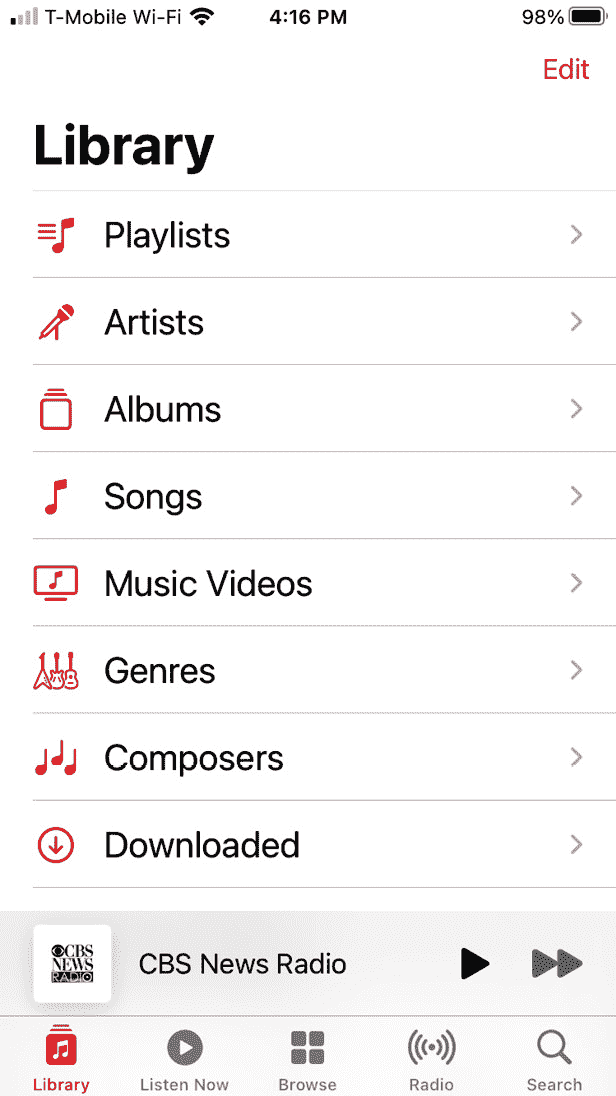 T-Mobile Wi-Fi 4:16 PM 98%
Edit
Library
Playlists
Artists
Albums
Songs
Music Videos
Genres
Composers
Downloaded
CBS
NEWS
RADIO
CBS News Radio
Library Listen Now Browse Radio Search